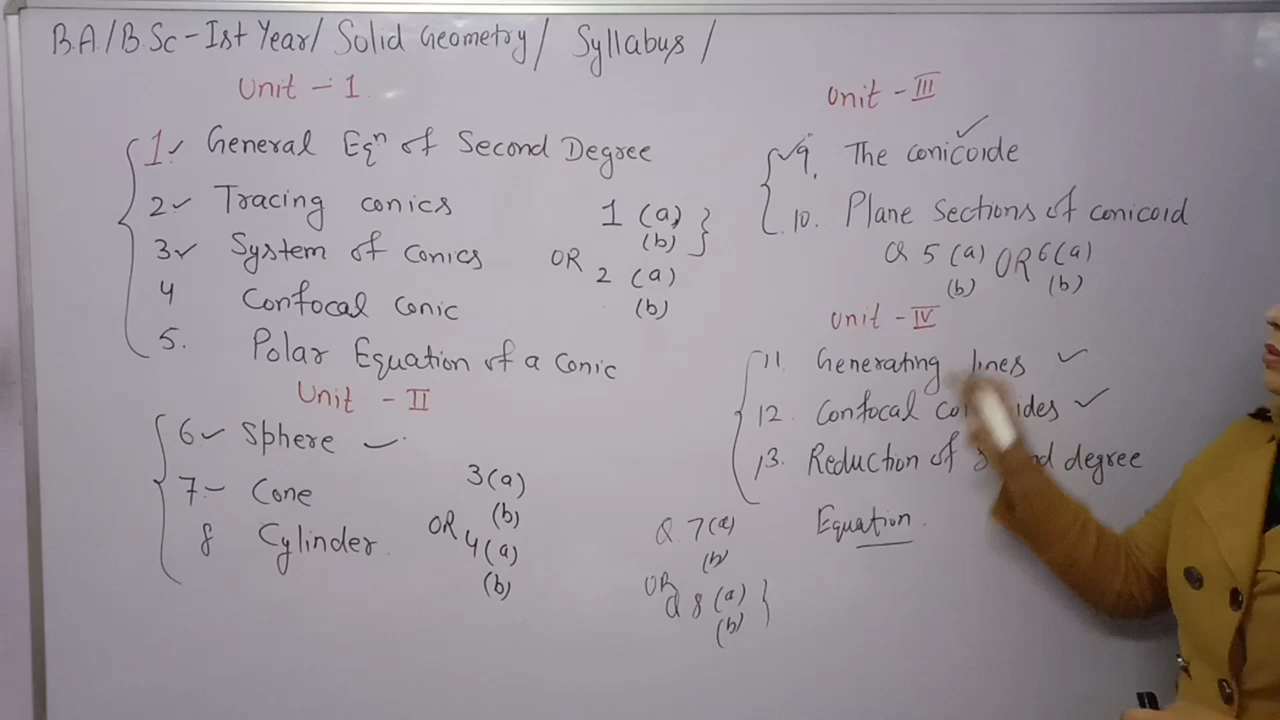 B.A./B.Sc - Ist Year/ Solid Geometry/ Syllabus /
Unit - 1
1. General Eqⁿ of Second Degree
2 Tracing conics
3 System of Conics
4 Confocal Conic
5. Polar Equation of a Conic
1 (a)
(b)
OR 2 (a)
(b)
Unit - II
6 Sphere
7 - Cone
8 Cylinder
3(a)
(b)
OR 4(a)
(b)
Unit - III
9. The conicoide
10. Plane Sections of conicoid
Q 5 (a) OR 6(a)
(b) (b)
Unit - IV
11. Generating lines
12. Confocal
13. Reduction of degree
Equation.
Q. 7(a)
(b)
OR Q 8 (a)
(b)